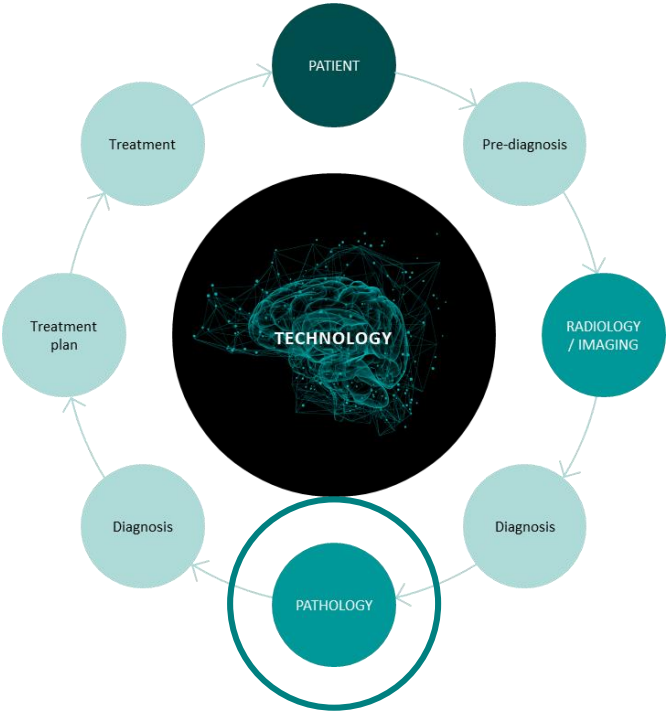 PATIENT
Pre-diagnosis
RADIOLOGY
/ IMAGING
Diagnosis
PATHOLOGY
Diagnosis
Treatment
plan
Treatment
TECHNOLOGY